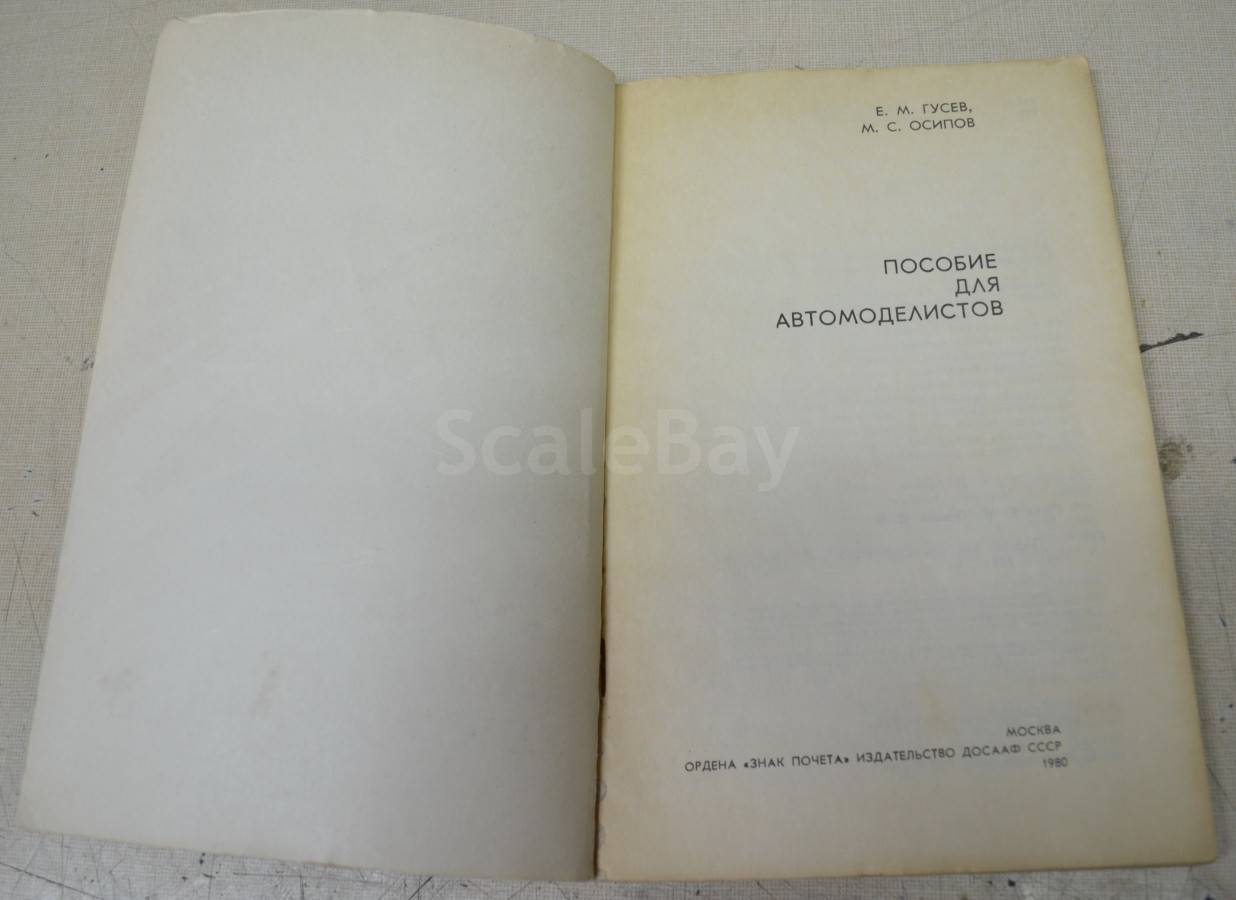 Е. М. ГУСЕВ,
М. С. ОСИПОВ
ПОСОБИЕ
ДЛЯ
АВТОМОДЕЛИСТОВ
ScaleBay
МОСКВА
ОРДЕНА «ЗНАК ПОЧЕТА» ИЗДАТЕЛЬСТВО ДОСААФ СССР
1980